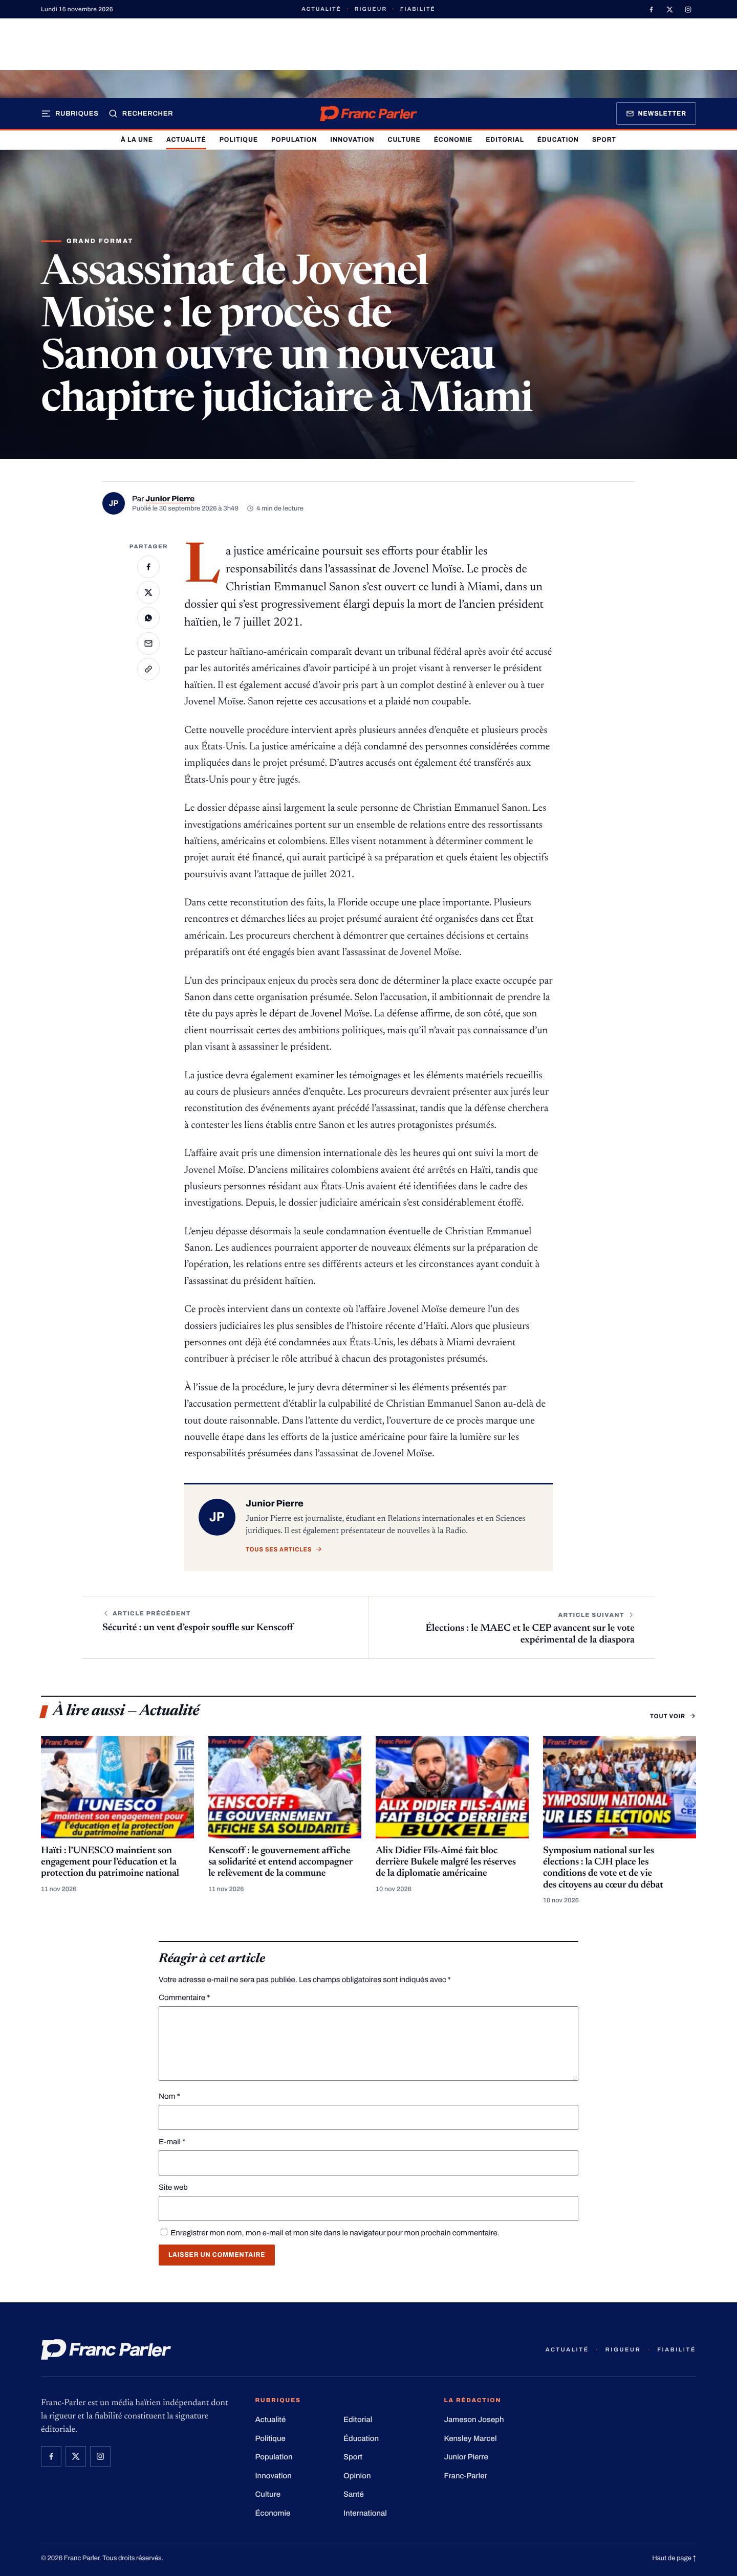 Lundi 16 novembre 2026
ACTUALITÉ · RIGUEUR · FIABILITÉ
RUBRIQUES
RECHERCHER
Franc Parler
NEWSLETTER
À LA UNE ACTUALITÉ POLITIQUE POPULATION INNOVATION CULTURE ÉCONOMIE EDITORIAL ÉDUCATION SPORT
GRAND FORMAT
Assassinat de Jovenel
Moïse : le procès de
Sanon ouvre un nouveau
chapitre judiciaire à Miami
JP
Par Junior Pierre
Publié le 30 septembre 2026 à 3h49 4 min de lecture
PARTAGER
La justice américaine poursuit ses efforts pour établir les
responsabilités dans l’assassinat de Jovenel Moïse. Le procès de
Christian Emmanuel Sanon s’est ouvert ce lundi à Miami, dans un
dossier qui s’est progressivement élargi depuis la mort de l’ancien président
haïtien, le 7 juillet 2021.
Le pasteur haïtiano-américain comparaît devant un tribunal fédéral après avoir été accusé
par les autorités américaines d’avoir participé à un projet visant à renverser le président
haïtien. Il est également accusé d’avoir pris part à un complot destiné à enlever ou à tuer
Jovenel Moïse. Sanon rejette ces accusations et a plaidé non coupable.
Cette nouvelle procédure intervient après plusieurs années d’enquête et plusieurs procès
aux États-Unis. La justice américaine a déjà condamné des personnes considérées comme
impliquées dans le projet présumé. D’autres accusés ont également été transférés aux
États-Unis pour y être jugés.
Le dossier dépasse ainsi largement la seule personne de Christian Emmanuel Sanon. Les
investigations américaines portent sur un ensemble de relations entre des ressortissants
haïtiens, américains et colombiens. Elles visent notamment à déterminer comment le
projet aurait été financé, qui aurait participé à sa préparation et quels étaient les objectifs
poursuivis avant l’attaque de juillet 2021.
Dans cette reconstitution des faits, la Floride occupe une place importante. Plusieurs
rencontres et démarches liées au projet présumé auraient été organisées dans cet État
américain. Les procureurs cherchent à démontrer que certaines décisions et certains
préparatifs ont été engagés bien avant l’assassinat de Jovenel Moïse.
L’un des principaux enjeux du procès sera donc de déterminer la place exacte occupée par
Sanon dans cette organisation présumée. Selon l’accusation, il ambitionnait de prendre la
tête du pays après le départ de Jovenel Moïse. La défense affirme, de son côté, que son
client nourrissait certes des ambitions politiques, mais qu’il n’avait pas connaissance d’un
plan visant à assassiner le président.
La justice devra également examiner les témoignages et les éléments matériels recueillis
au cours de plusieurs années d’enquête. Les procureurs devraient présenter aux jurés leur
reconstitution des événements ayant précédé l’assassinat, tandis que la défense cherchera
à contester les liens établis entre Sanon et les autres protagonistes présumés.
L’affaire avait pris une dimension internationale dès les heures qui ont suivi la mort de
Jovenel Moïse. D’anciens militaires colombiens avaient été arrêtés en Haïti, tandis que
plusieurs personnes résidant aux États-Unis avaient été identifiées dans le cadre des
investigations. Depuis, le dossier judiciaire américain s’est considérablement étoffé.
L’enjeu dépasse désormais la seule condamnation éventuelle de Christian Emmanuel
Sanon. Les audiences pourraient apporter de nouveaux éléments sur la préparation de
l’opération, les relations entre ses différents acteurs et les circonstances ayant conduit à
l’assassinat du président haïtien.
Ce procès intervient dans un contexte où l’affaire Jovenel Moïse demeure l’un des
dossiers judiciaires les plus sensibles de l’histoire récente d’Haïti. Alors que plusieurs
personnes ont déjà été condamnées aux États-Unis, les débats à Miami devraient
contribuer à préciser le rôle attribué à chacun des protagonistes présumés.
À l’issue de la procédure, le jury devra déterminer si les éléments présentés par
l’accusation permettent d’établir la culpabilité de Christian Emmanuel Sanon au-delà de
tout doute raisonnable. Dans l’attente du verdict, l’ouverture de ce procès marque une
nouvelle étape dans les efforts de la justice américaine pour faire la lumière sur les
responsabilités présumées dans l’assassinat de Jovenel Moïse.
JP
Junior Pierre
Junior Pierre est journaliste, étudiant en Relations internationales et en Sciences
juridiques. Il est également présentateur de nouvelles à la Radio.
TOUS SES ARTICLES →
ARTICLE PRÉCÉDENT
Sécurité : un vent d’espoir souffle sur Kenscoff
ARTICLE SUIVANT
Élections : le MAEC et le CEP avancent sur le vote
expérimental de la diaspora
À lire aussi – Actualité
TOUT VOIR →
l'UNESCO
maintient son engagement pour
l'éducation et la protection
du patrimoine national
Franc Parler
KENSCOFF :
LE GOUVERNEMENT
AFFICHE SA SOLIDARITÉ
Franc Parler
ALIX DIDIER FILS-AIMÉ
FAIT BLOC DERRIÈRE
BUKELE
Franc Parler
SYMPOSIUM NATIONAL
SUR LES ÉLECTIONS
Haïti : l’UNESCO maintient son
engagement pour l’éducation et la
protection du patrimoine national
11 nov 2026
Kenscoff : le gouvernement affiche
sa solidarité et entend accompagner
le relèvement de la commune
11 nov 2026
Alix Didier Fils-Aimé fait bloc
derrière Bukele malgré les réserves
de la diplomatie américaine
10 nov 2026
Symposium national sur les
élections : la CJH place les
conditions de vote et de vie
des citoyens au cœur du débat
10 nov 2026
Réagir à cet article
Votre adresse e-mail ne sera pas publiée. Les champs obligatoires sont indiqués avec *
Commentaire *
Nom *
E-mail *
Site web
Enregistrer mon nom, mon e-mail et mon site dans le navigateur pour mon prochain commentaire.
LAISSER UN COMMENTAIRE
Franc Parler
ACTUALITÉ · RIGUEUR · FIABILITÉ
Franc-Parler est un média haïtien indépendant dont
la rigueur et la fiabilité constituent la signature
éditoriale.
RUBRIQUES
Actualité
Politique
Population
Innovation
Culture
Économie
Editorial
Éducation
Sport
Opinion
Santé
International
LA RÉDACTION
Jameson Joseph
Kensley Marcel
Junior Pierre
Franc-Parler
© 2026 Franc Parler. Tous droits réservés.
Haut de page ↑